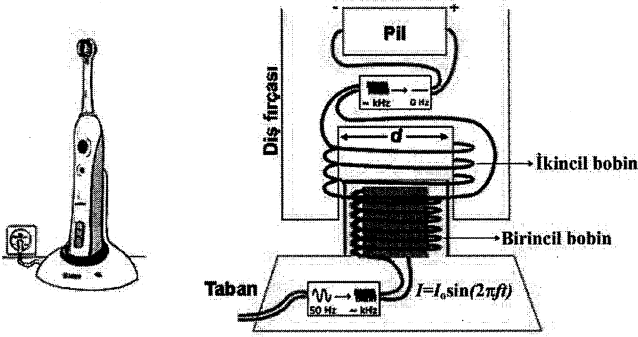 - +
Pil
~ kHz → 0 Hz
Diş fırçası
d
İkincil bobin
Birincil bobin
Taban
50 Hz → ~ kHz
I=I₀sin(2πft)